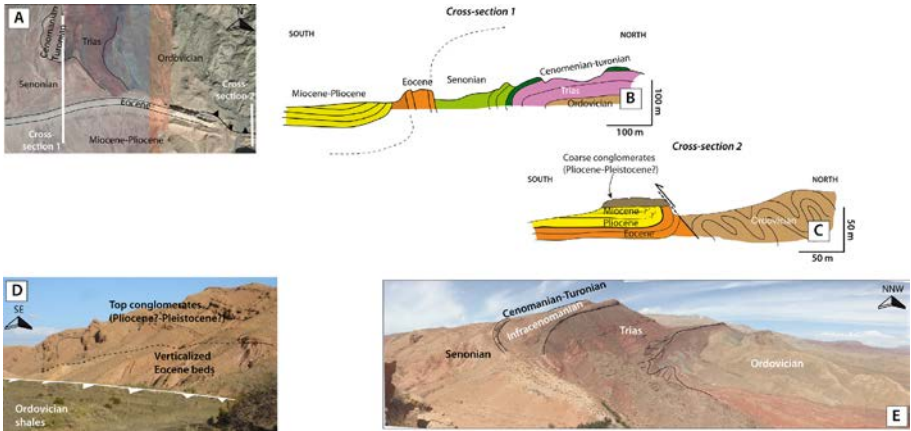 A
N
Cenomanian-
Turonian
Trias
Ordovician
Senonian
Eocene
Cross-
section 2
Cross-
section 1
Miocene-Pliocene
Cross-section 1
SOUTH
NORTH
Cenomenian-turonian
Eocene
Senonian
Miocene-Pliocene
Trias
Ordovician
B
100 m
100 m
Cross-section 2
Coarse conglomerates
(Pliocene-Pleistocene?)
SOUTH
NORTH
Miocene-?
Pliocene
Eocene
Ordovician
C
50 m
50 m
D
SE
Top conglomerates
(Pliocene?-Pleistocene?)
Verticalized
Eocene beds
Ordovician
shales
NNW
Cenomanian-Turonian
Infracenomanian
Trias
Senonian
Ordovician
E